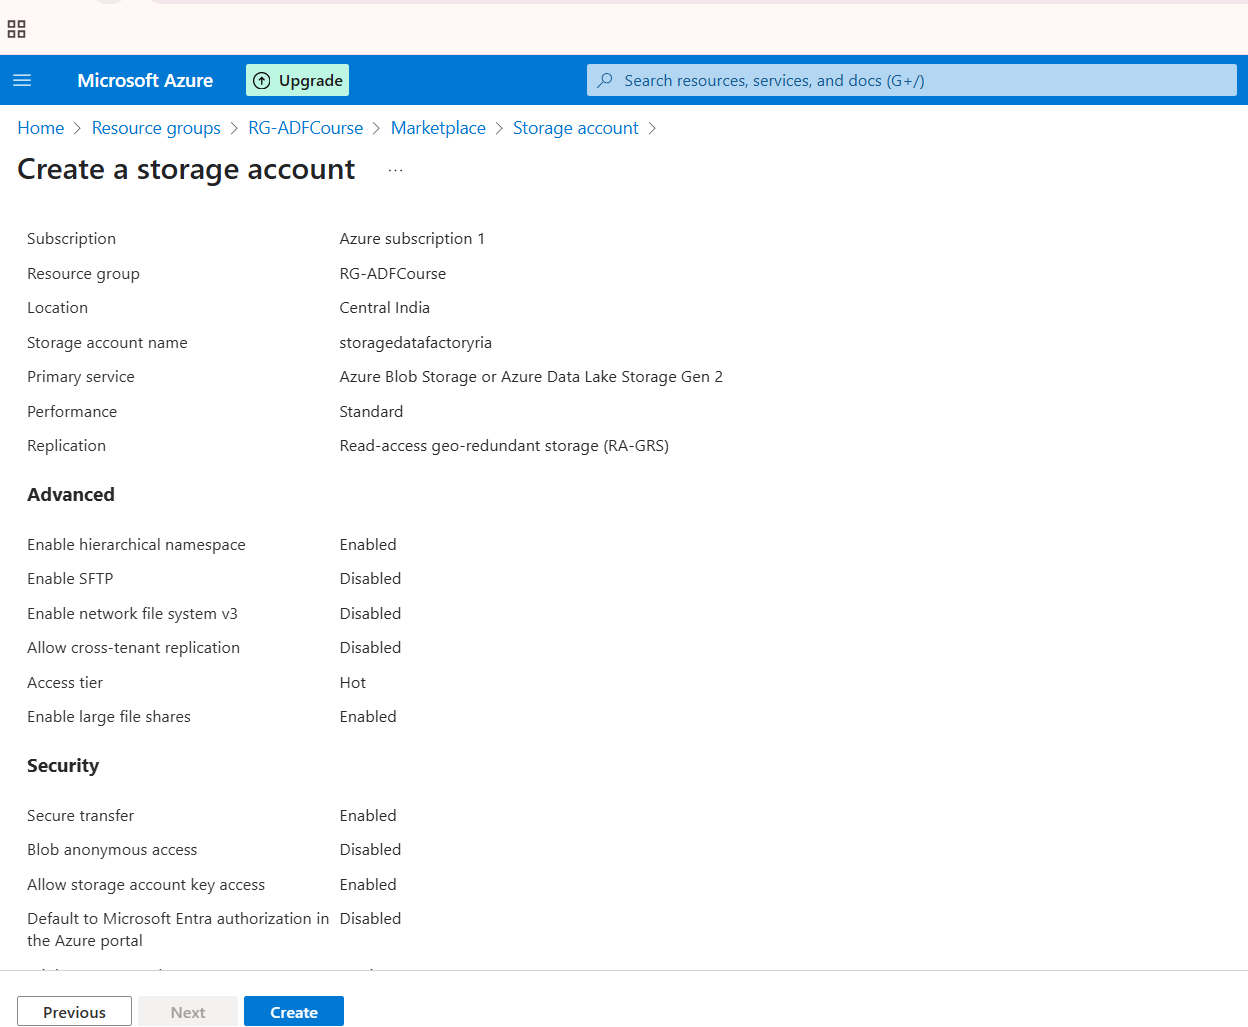 Microsoft Azure Upgrade Search resources, services, and docs (G+/)
Home > Resource groups > RG-ADFCourse > Marketplace > Storage account >
Create a storage account ...
Subscription Azure subscription 1
Resource group RG-ADFCourse
Location Central India
Storage account name storagedatafactoryria
Primary service Azure Blob Storage or Azure Data Lake Storage Gen 2
Performance Standard
Replication Read-access geo-redundant storage (RA-GRS)
Advanced
Enable hierarchical namespace Enabled
Enable SFTP Disabled
Enable network file system v3 Disabled
Allow cross-tenant replication Disabled
Access tier Hot
Enable large file shares Enabled
Security
Secure transfer Enabled
Blob anonymous access Disabled
Allow storage account key access Enabled
Default to Microsoft Entra authorization in Disabled
the Azure portal
Previous Next Create